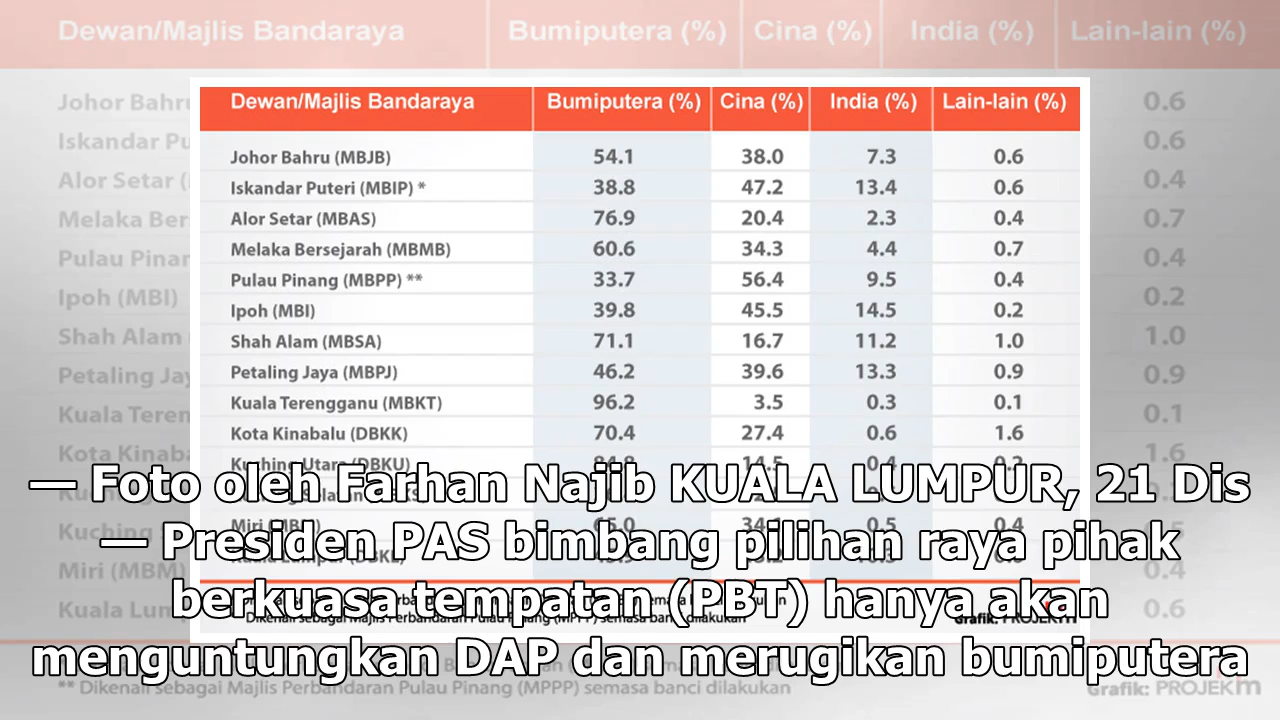 Dewan/Majlis Bandaraya Bumiputera (%) Cina (%) India (%) Lain-lain (%)
Dewan/Majlis Bandaraya Bumiputera (%) Cina (%) India (%) Lain-lain (%)
Johor Bahru (MBJB) 54.1 38.0 7.3 0.6
Iskandar Puteri (MBIP) * 38.8 47.2 13.4 0.6
Alor Setar (MBAS) 76.9 20.4 2.3 0.4
Melaka Bersejarah (MBMB) 60.6 34.3 4.4 0.7
Pulau Pinang (MBPP) ** 33.7 56.4 9.5 0.4
Ipoh (MBI) 39.8 45.5 14.5 0.2
Shah Alam (MBSA) 71.1 16.7 11.2 1.0
Petaling Jaya (MBPJ) 46.2 39.6 13.3 0.9
Kuala Terengganu (MBKT) 96.2 3.5 0.3 0.1
Kota Kinabalu (DBKK) 70.4 27.4 0.6 1.6
— Foto oleh Farhan Najib KUALA LUMPUR, 21 Dis
— Presiden PAS bimbang pilihan raya pihak
berkuasa tempatan (PBT) hanya akan
menguntungkan DAP dan merugikan bumiputera
** Dikenali sebagai Majlis Perbandaran Pulau Pinang (MPPP) semasa banci dilakukan
Grafik: PROJEKm